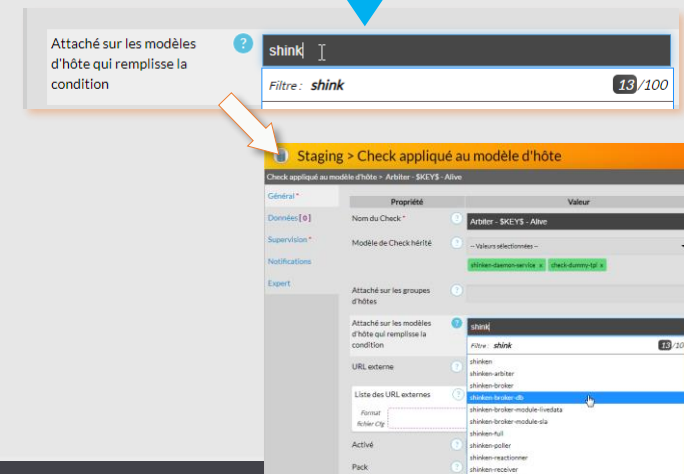 Attaché sur les modèles
d'hôte qui remplisse la
condition
?
shink
Filtre : shink 13/100
Staging > Check appliqué au modèle d'hôte
Check appliqué au modèle d'hôte > Arbiter - $KEY$ - Alive
Général *
Données [0]
Supervision *
Notifications
Expert
Propriété Valeur
Nom du Check * ? Arbiter - $KEY$ - Alive
Modèle de Check hérité ? -- Valeurs sélectionnées --
shinken-daemon-service x check-dummy-tpl x
Attaché sur les groupes
d'hôtes
?
Attaché sur les modèles
d'hôte qui remplisse la
condition
?
shink
Filtre : shink 13/10
shinken
shinken-arbiter
shinken-broker
shinken-broker-db
shinken-broker-module-livedata
shinken-broker-module-sla
shinken-full
shinken-poller
shinken-reactionner
shinken-receiver
URL externe ?
Liste des URL externes ?
Format
fichier Cfg
Activé ?
Pack ?